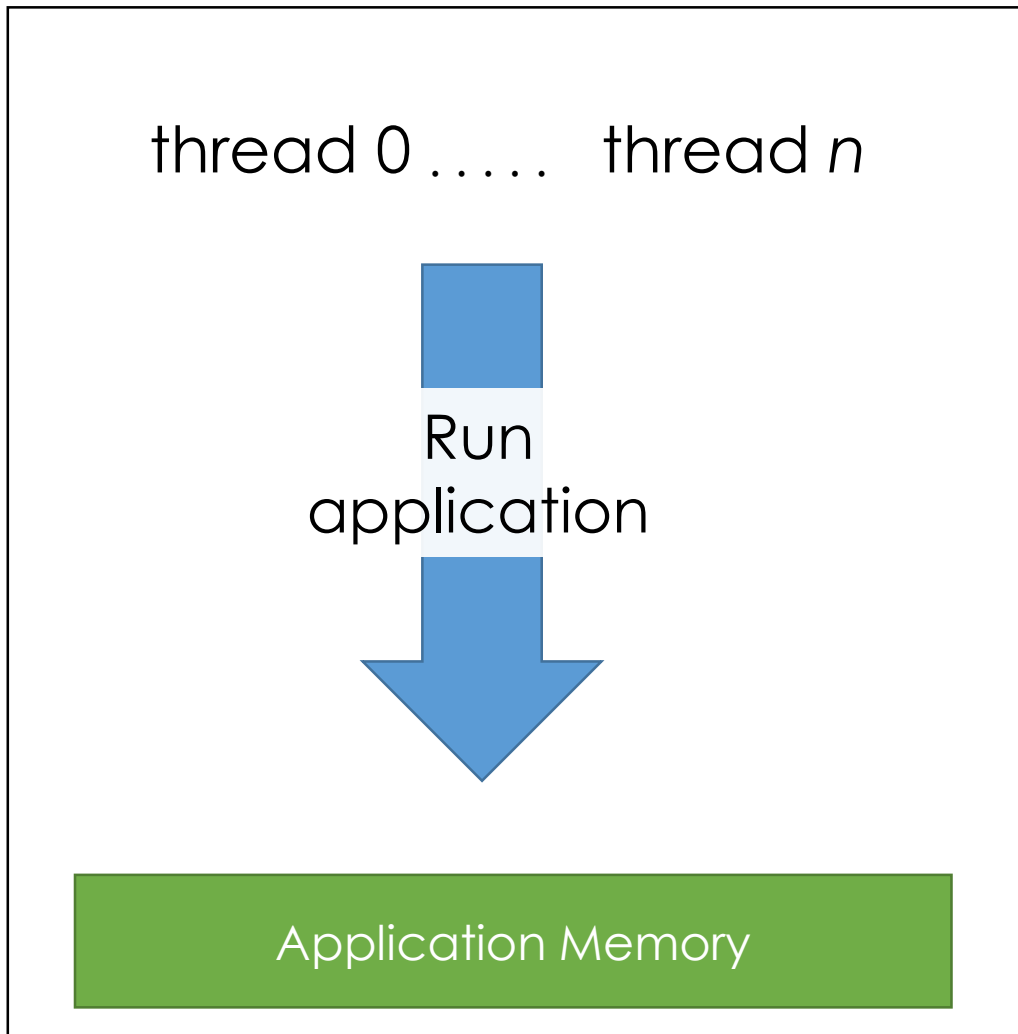 thread 0 ..... thread n
Run
application
Application Memory